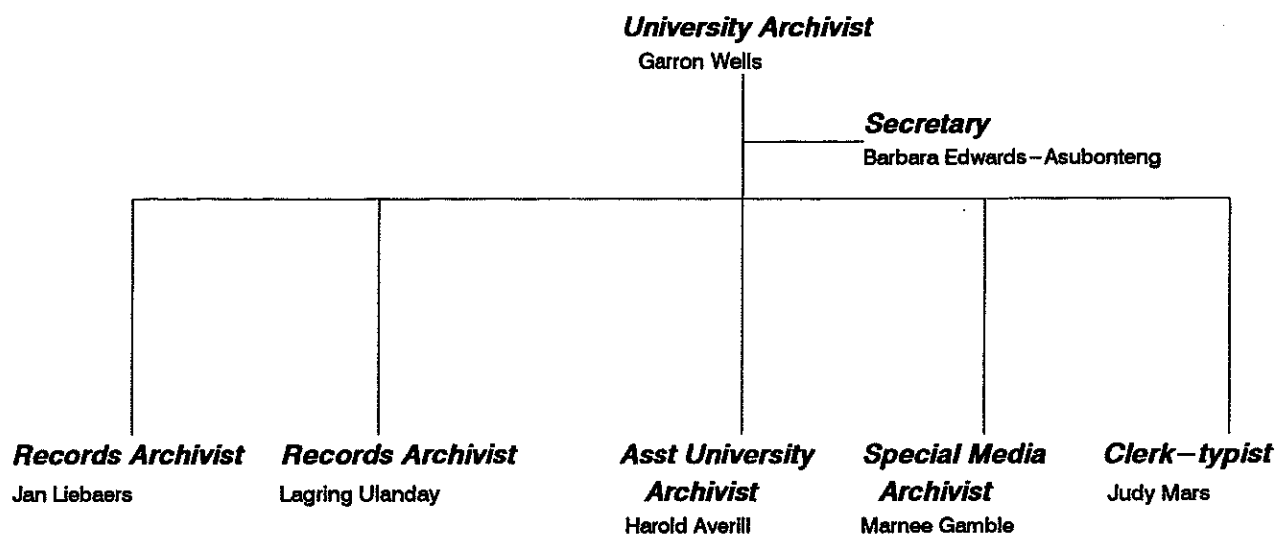 University Archivist
Garron Wells
Secretary
Barbara Edwards-Asubonteng
Records Archivist
Jan Liebaers
Records Archivist
Lagring Ulanday
Asst University
Archivist
Harold Averill
Special Media
Archivist
Marnee Gamble
Clerk-typist
Judy Mars